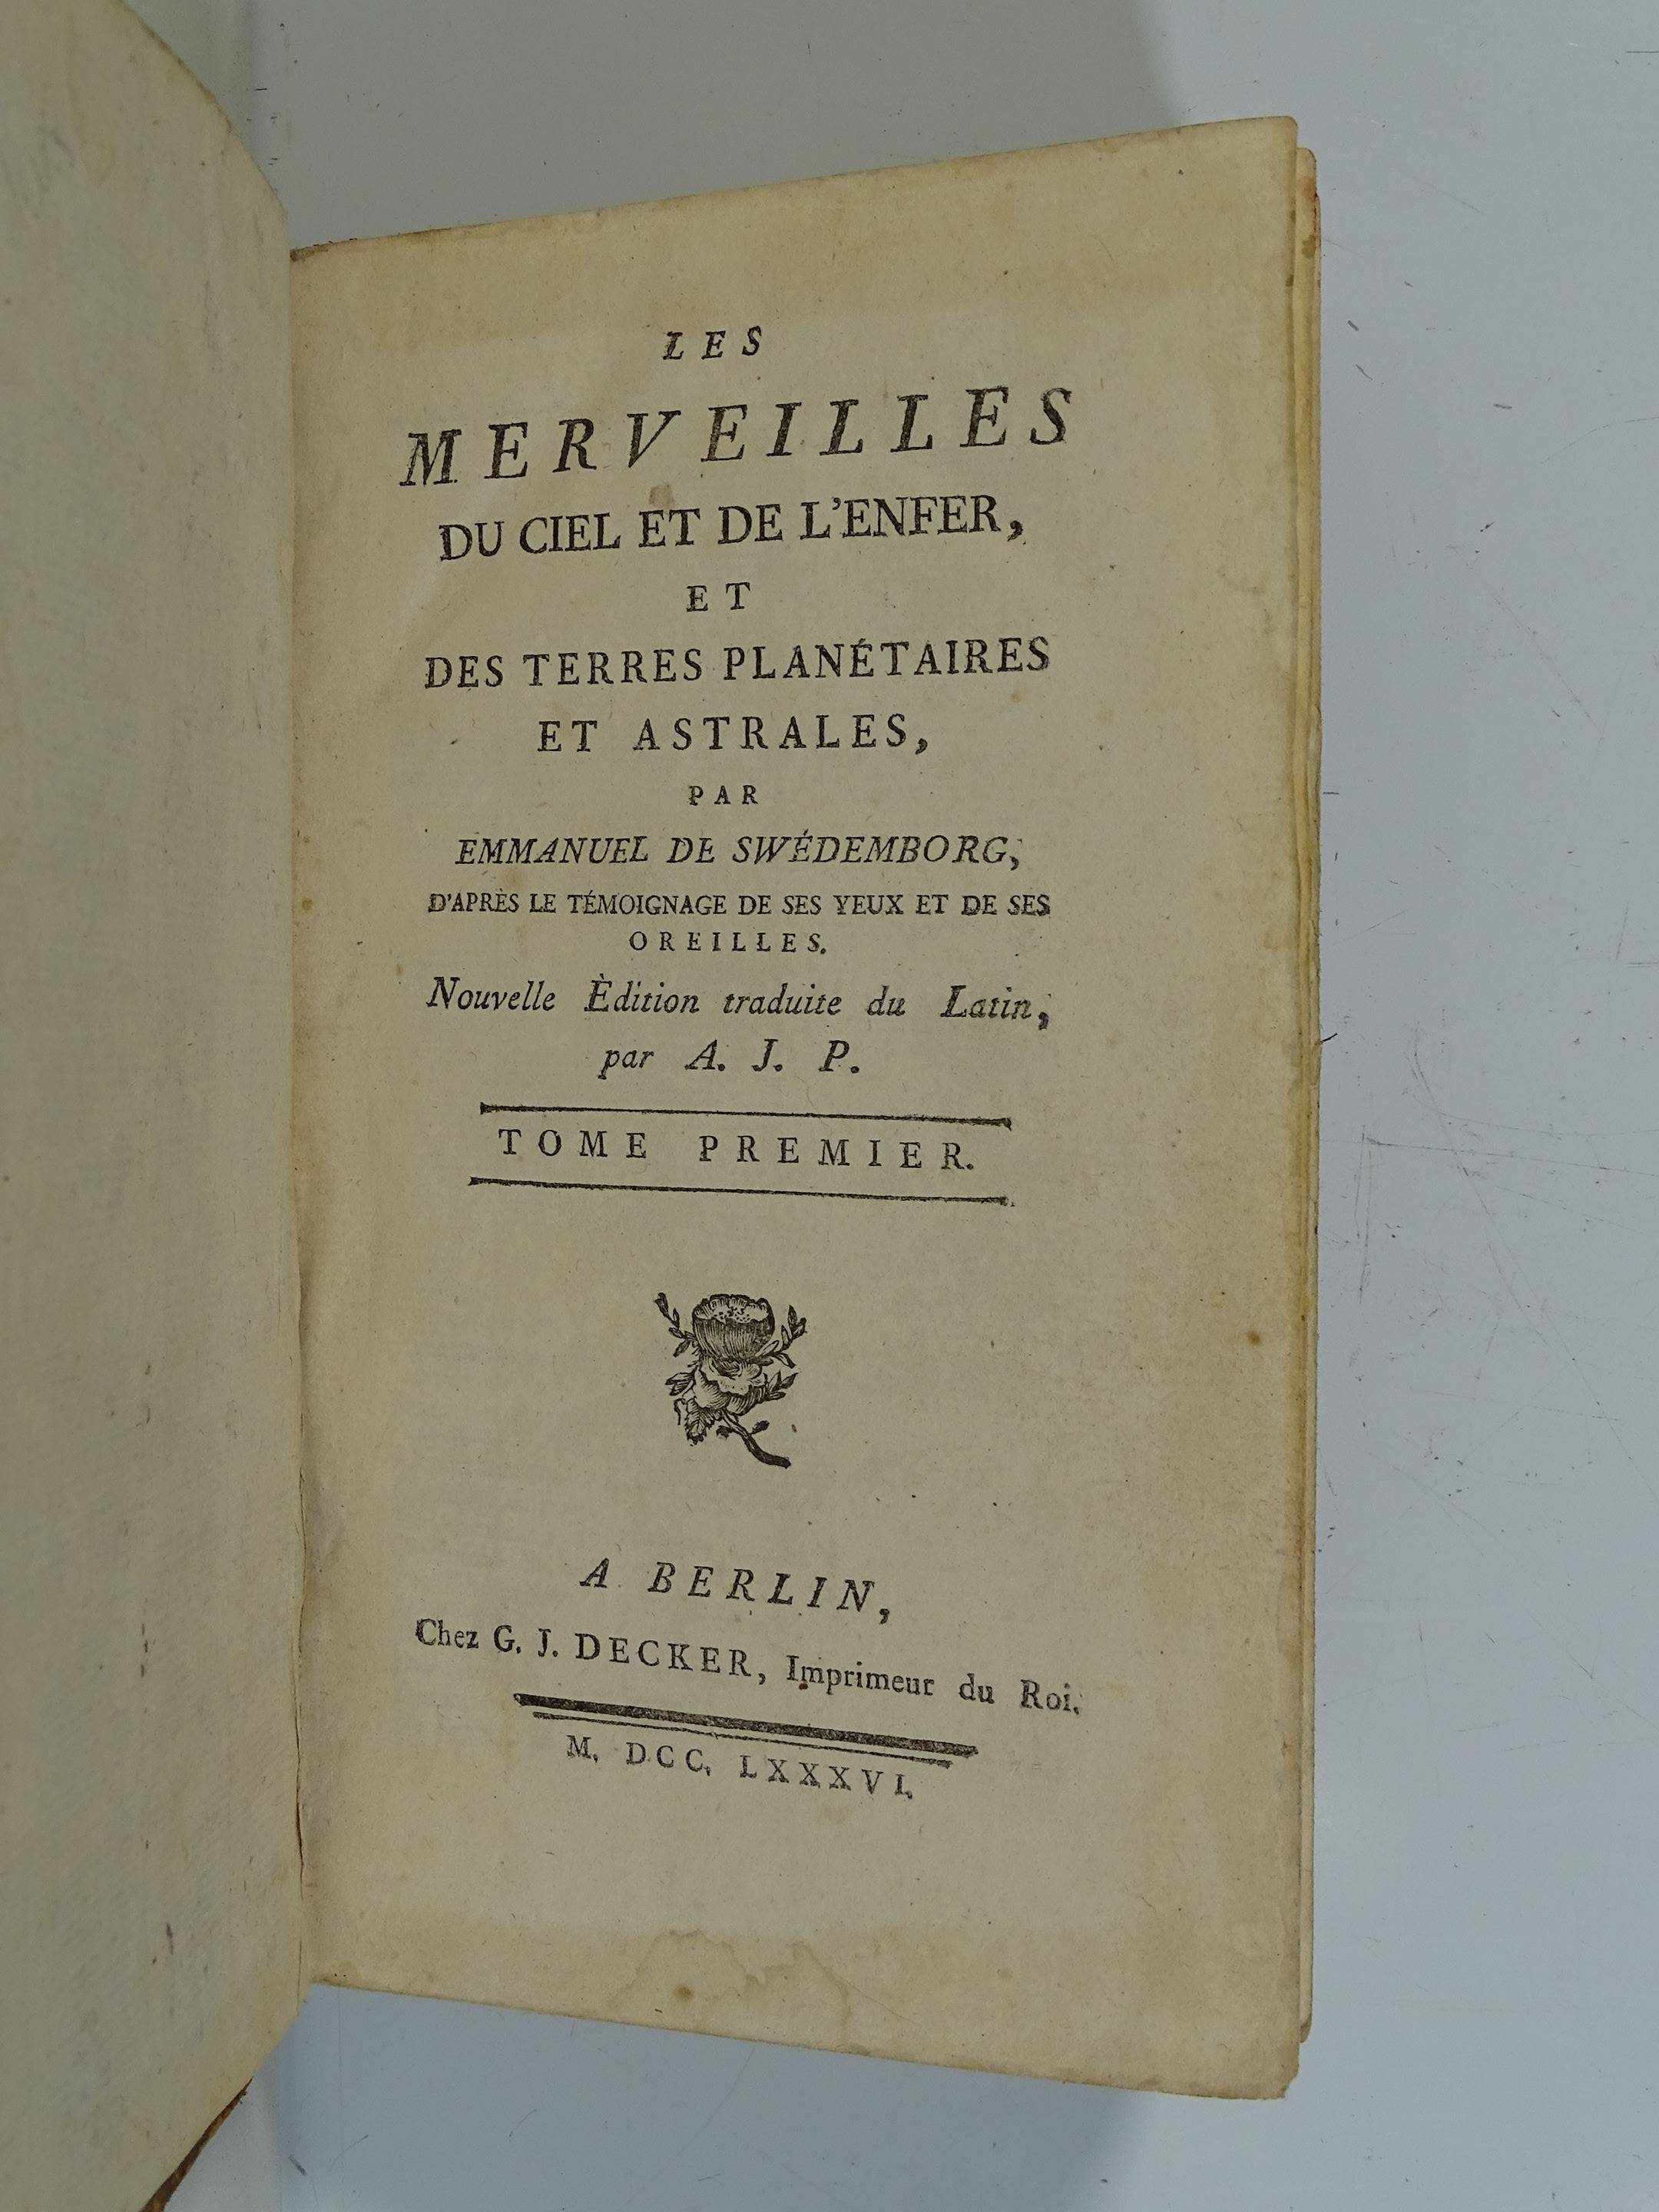 LES
MERVEILLES
DU CIEL ET DE L'ENFER,
ET
DES TERRES PLANÉTAIRES
ET ASTRALES,
PAR
EMMANUEL DE SWÉDEMBORG,
D'APRÈS LE TÉMOIGNAGE DE SES YEUX ET DE SES
OREILLES.
Nouvelle Èdition traduite du Latin,
par A. J. P.
TOME PREMIER.
A BERLIN,
Chez G. J. DECKER, Imprimeur du Roi.
M. DCC. LXXXVI.